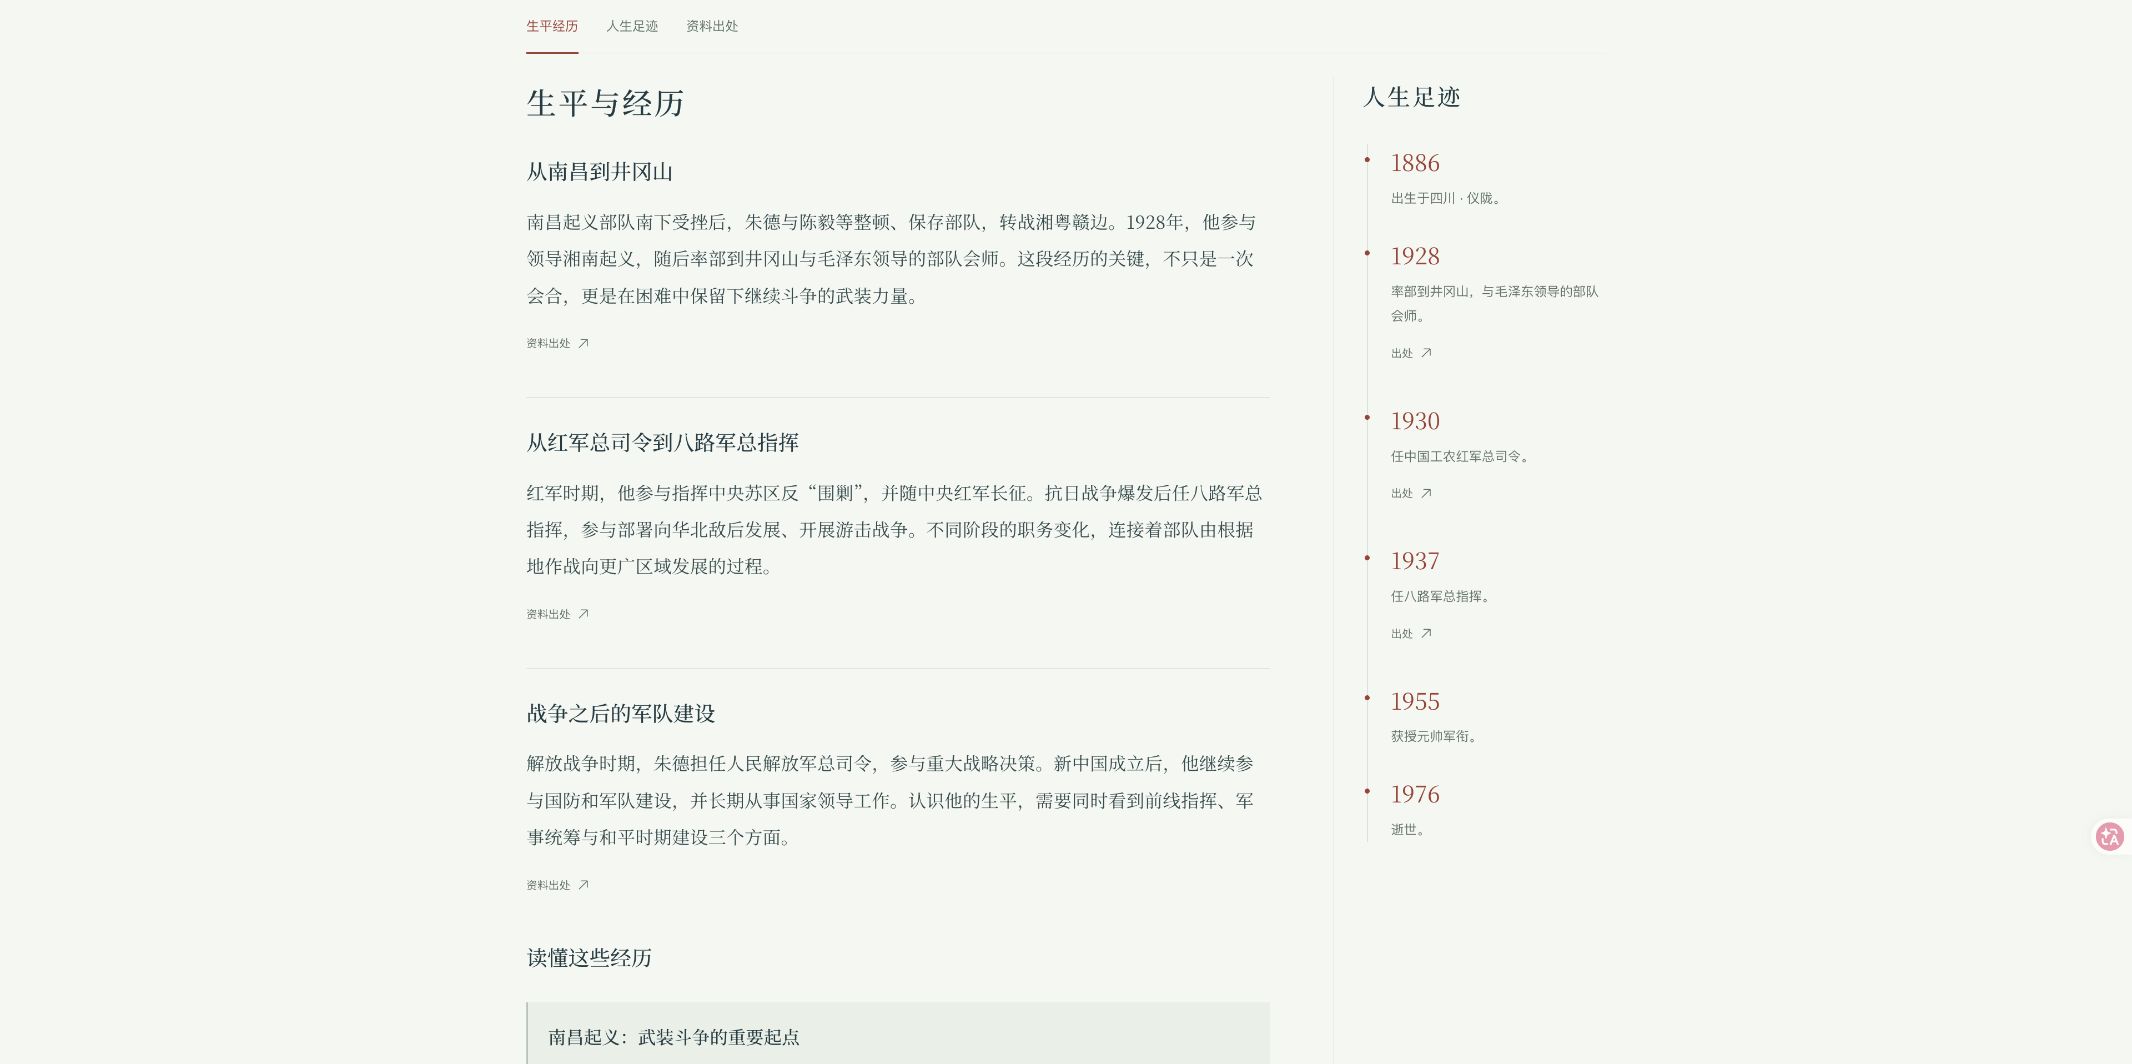 生平经历 人生足迹 资料出处
生平与经历
从南昌到井冈山
南昌起义部队南下受挫后，朱德与陈毅等整顿、保存部队，转战湘粤赣边。1928年，他参与
领导湘南起义，随后率部到井冈山与毛泽东领导的部队会师。这段经历的关键，不只是一次
会合，更是在困难中保留下继续斗争的武装力量。
资料出处
从红军总司令到八路军总指挥
红军时期，他参与指挥中央苏区反“围剿”，并随中央红军长征。抗日战争爆发后任八路军总
指挥，参与部署向华北敌后发展、开展游击战争。不同阶段的职务变化，连接着部队由根据
地作战向更广区域发展的过程。
资料出处
战争之后的军队建设
解放战争时期，朱德担任人民解放军总司令，参与重大战略决策。新中国成立后，他继续参
与国防和军队建设，并长期从事国家领导工作。认识他的生平，需要同时看到前线指挥、军
事统筹与和平时期建设三个方面。
资料出处
读懂这些经历
南昌起义：武装斗争的重要起点
人生足迹
1886
出生于四川·仪陇。
1928
率部到井冈山，与毛泽东领导的部队
会师。
出处
1930
任中国工农红军总司令。
出处
1937
任八路军总指挥。
出处
1955
获授元帅军衔。
1976
逝世。